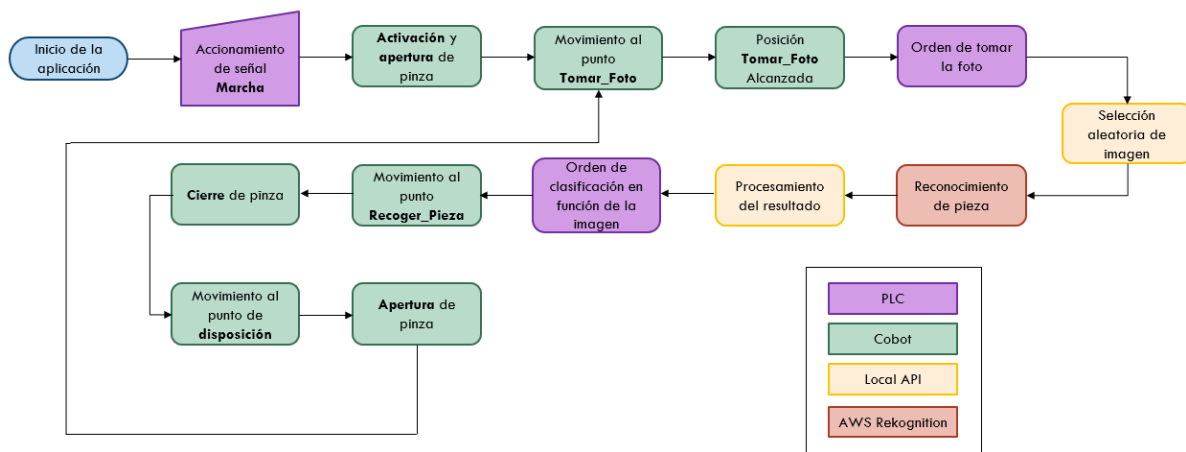 Inicio de la
aplicación
Accionamiento
de señal
Marcha
Activación y
apertura de
pinza
Movimiento al
punto
Tomar_Foto
Posición
Tomar_Foto
Alcanzada
Orden de tomar
la foto
Selección
aleatoria de
imagen
Reconocimiento
de pieza
Procesamiento
del resultado
Orden de
clasificación en
función de la
imagen
Movimiento al
punto
Recoger_Pieza
Cierre de pinza
Movimiento al
punto de
disposición
Apertura de
pinza
PLC
Cobot
Local API
AWS Rekognition